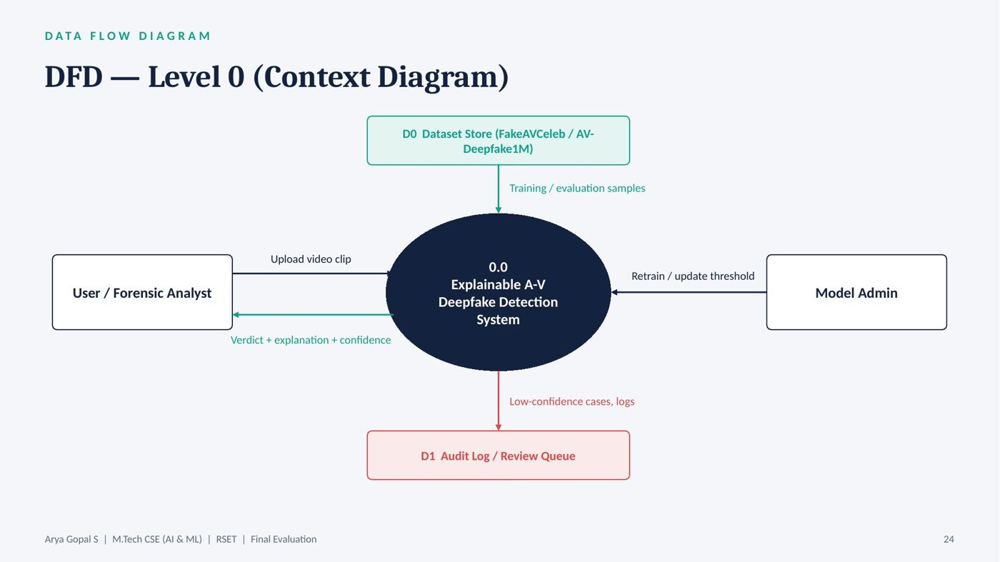 DATA FLOW DIAGRAM
DFD — Level 0 (Context Diagram)
D0 Dataset Store (FakeAVCeleb / AV-
Deepfake1M)
Training / evaluation samples
Upload video clip
User / Forensic Analyst
Verdict + explanation + confidence
0.0
Explainable A-V
Deepfake Detection
System
Retrain / update threshold
Model Admin
Low-confidence cases, logs
D1 Audit Log / Review Queue
Arya Gopal S | M.Tech CSE (AI & ML) | RSET | Final Evaluation
24